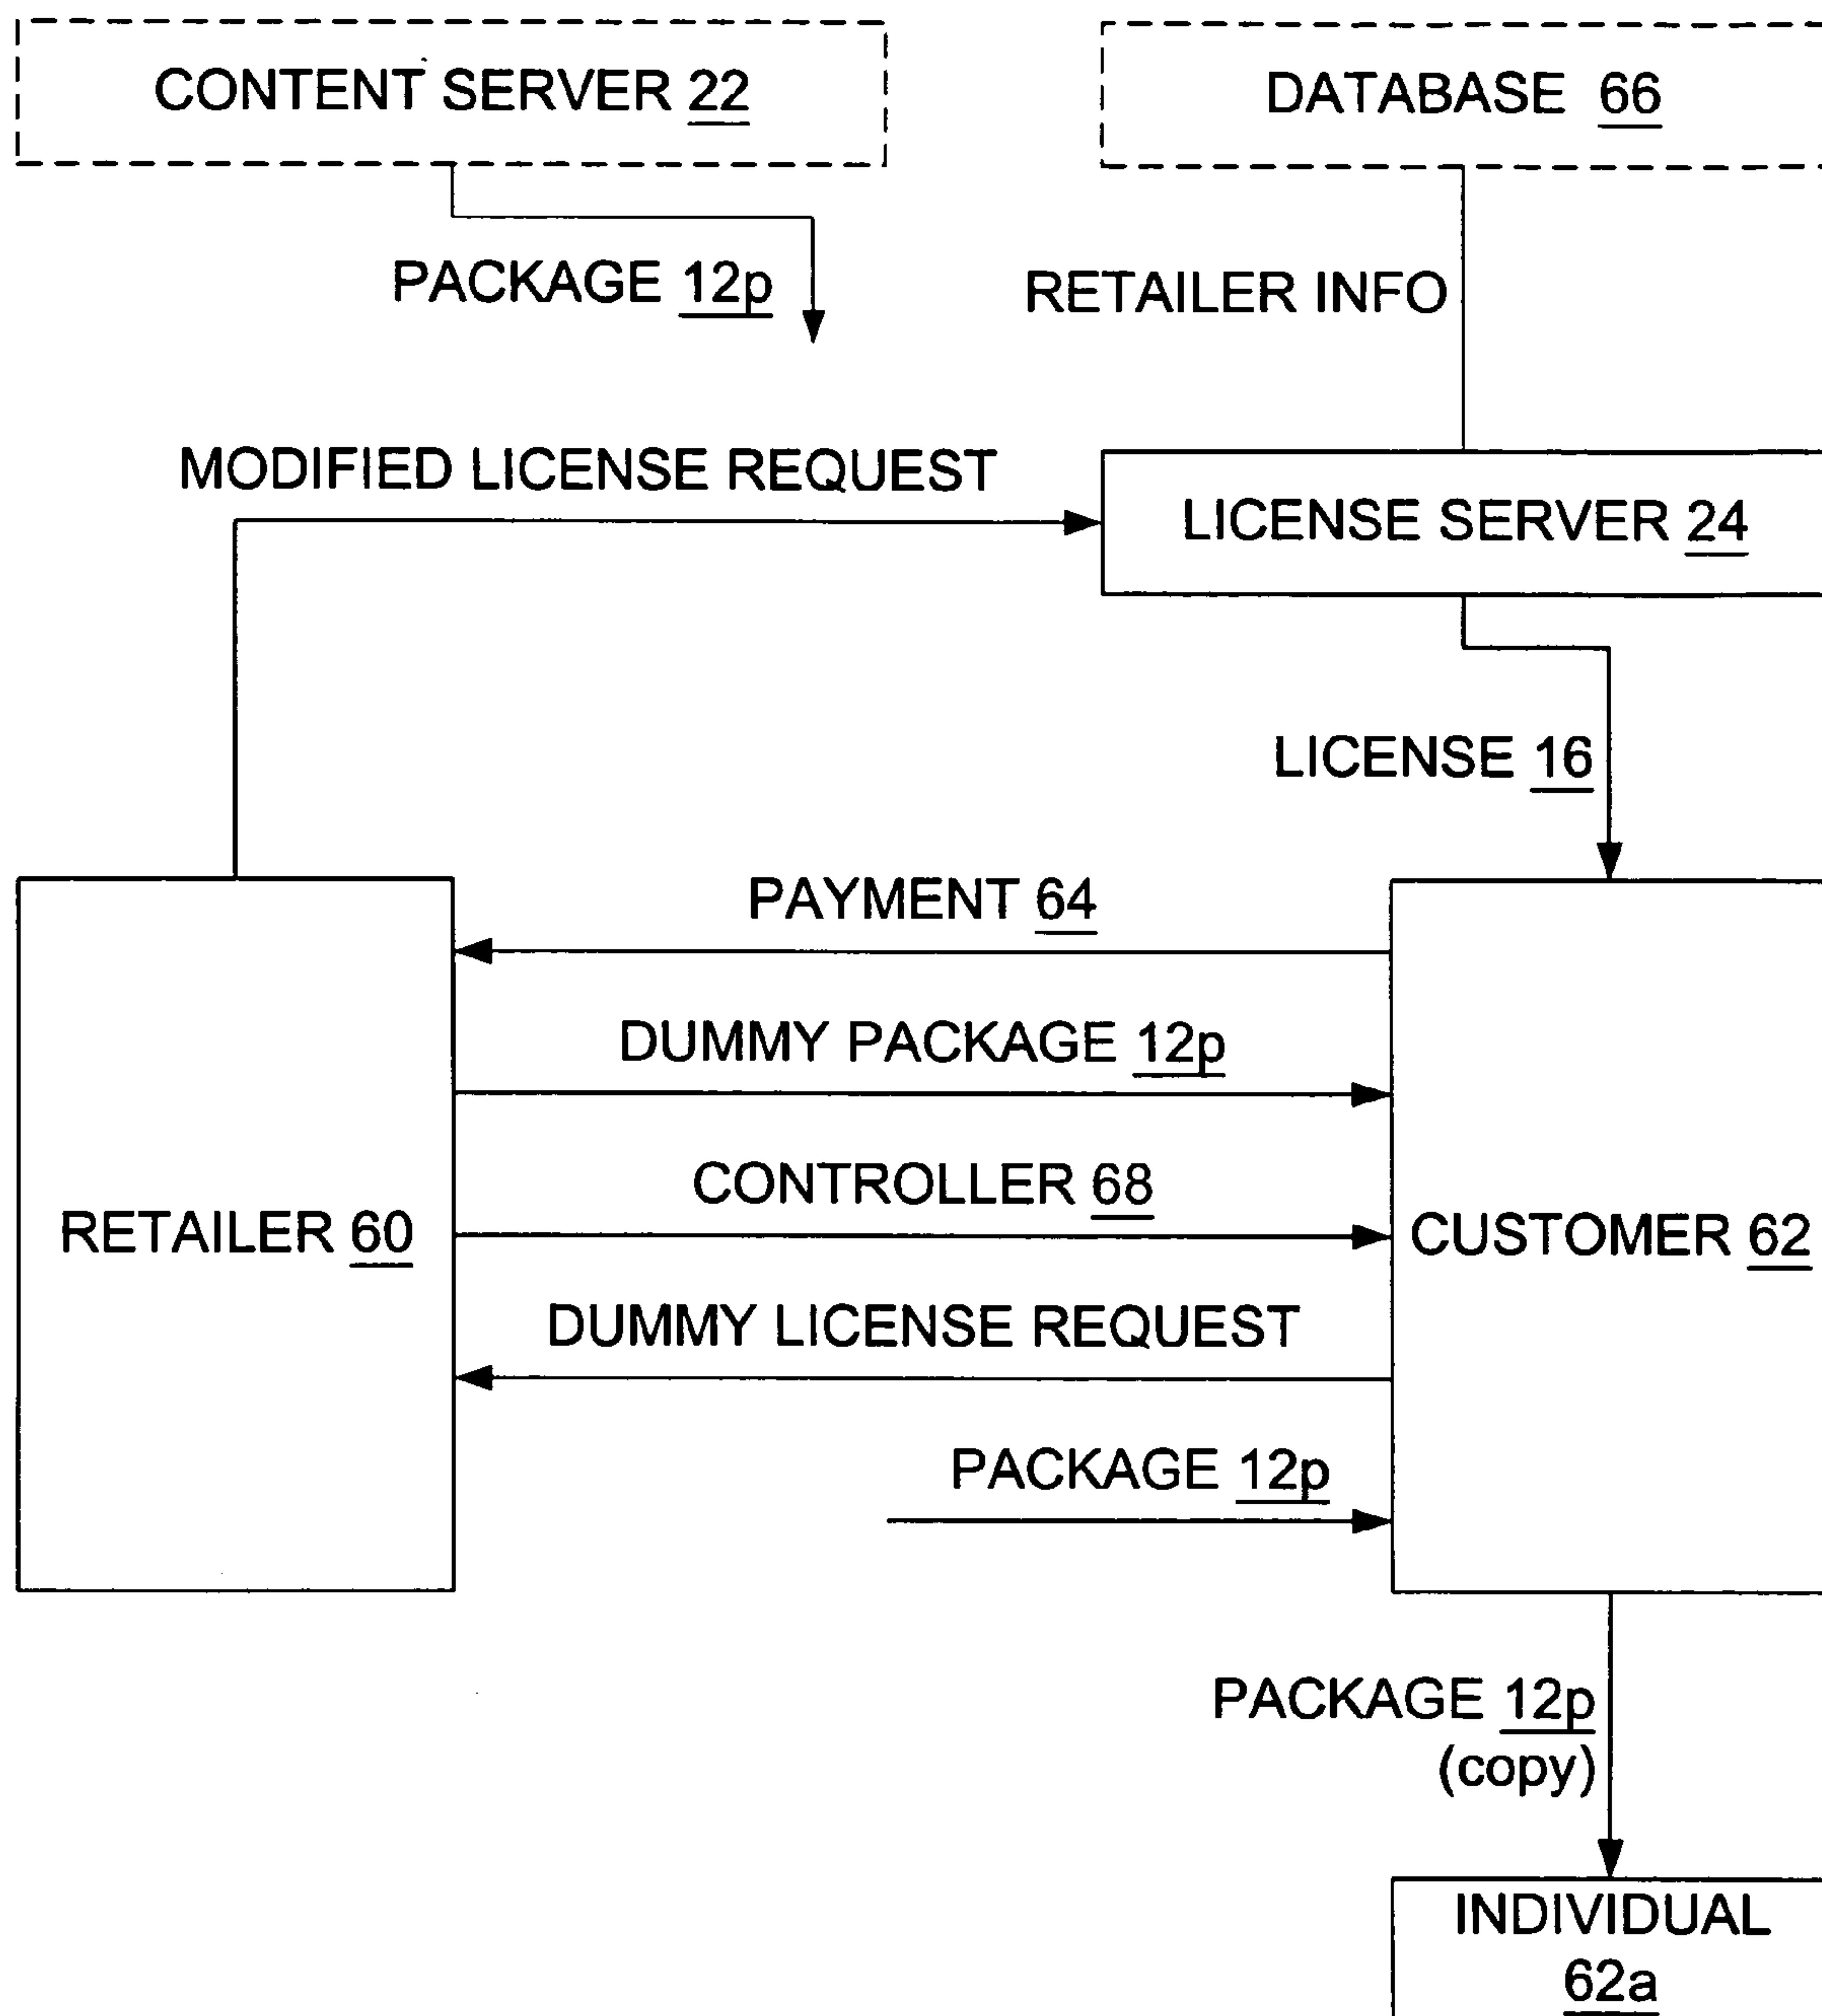 CONTENT SERVER 22
DATABASE 66
PACKAGE 12p
RETAILER INFO
MODIFIED LICENSE REQUEST
LICENSE SERVER 24
LICENSE 16
PAYMENT 64
DUMMY PACKAGE 12p
CONTROLLER 68
RETAILER 60
CUSTOMER 62
DUMMY LICENSE REQUEST
PACKAGE 12p
PACKAGE 12p
(copy)
INDIVIDUAL
62a